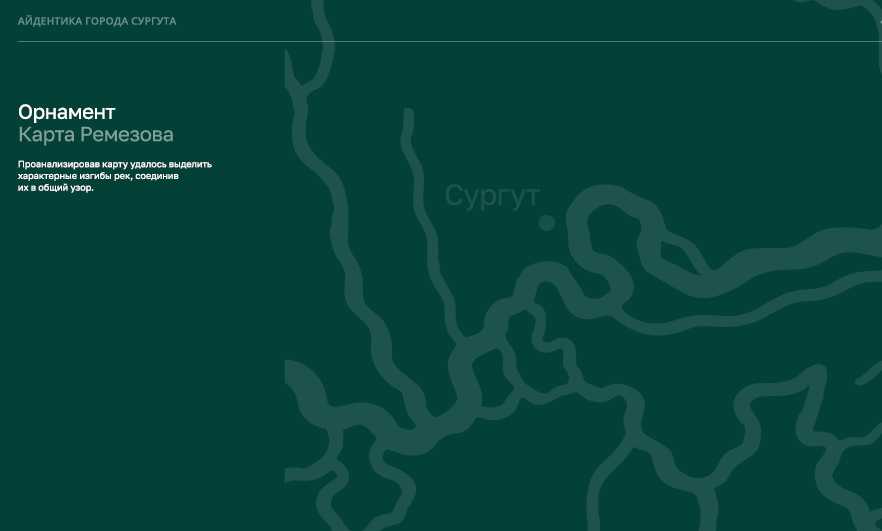 АЙДЕНТИКА ГОРОДА СУРГУТА
Орнамент
Карта Ремезова
Проанализировав карту удалось выделить
характерные изгибы рек, соединив
их в общий узор.
Сургут